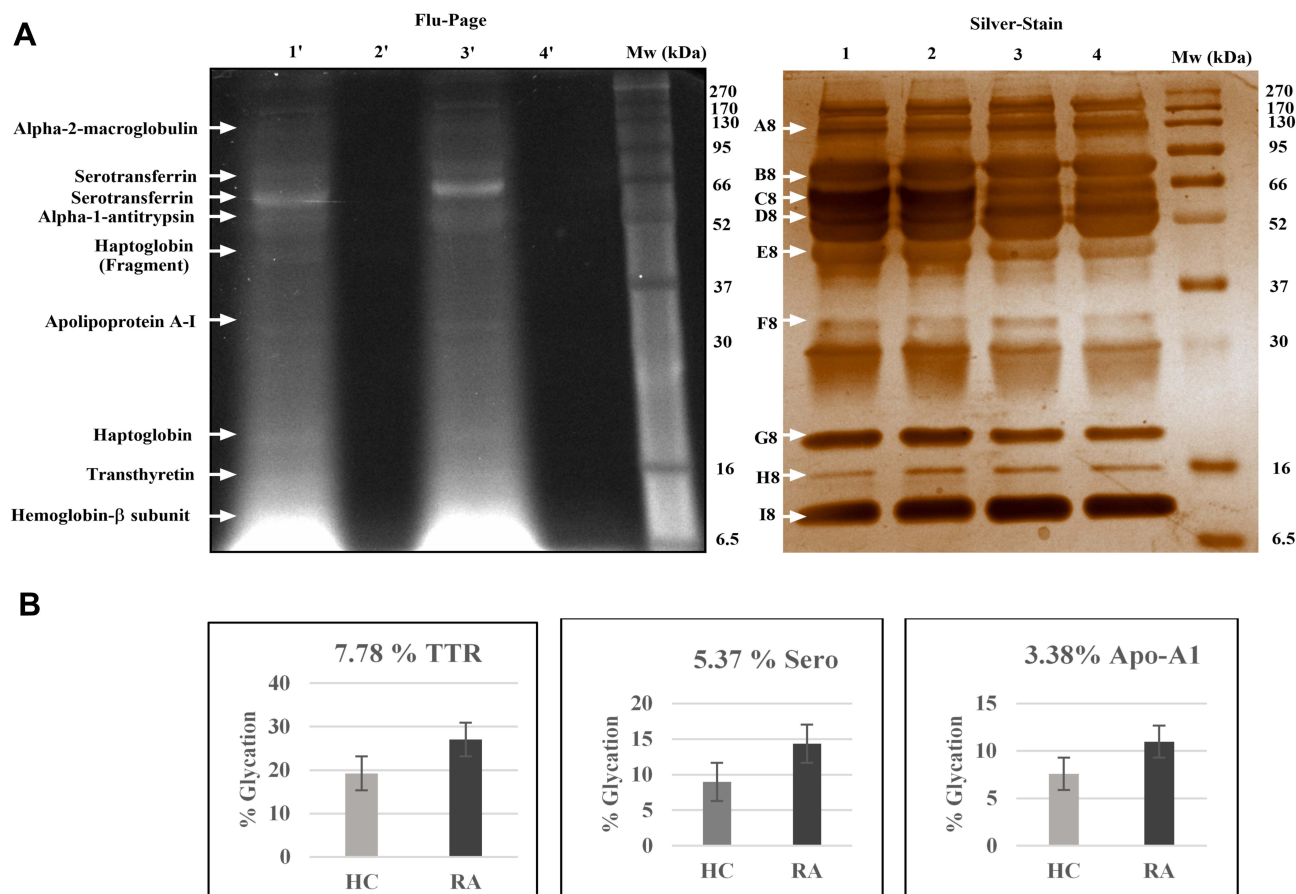 A
Flu-Page
1' 2' 3' 4' Mw (kDa)
Alpha-2-macroglobulin
Serotransferrin
Serotransferrin
Alpha-1-antitrypsin
Haptoglobin
(Fragment)
Apolipoprotein A-I
Haptoglobin
Transthyretin
Hemoglobin-β subunit
270
170
130
95
66
52
37
30
16
6.5
Silver-Stain
1 2 3 4 Mw (kDa)
A8
B8
C8
D8
E8
F8
G8
H8
I8
270
170
130
95
66
52
37
30
16
6.5
B
7.78 % TTR
% Glycation
40
30
20
10
0
HC RA
5.37 % Sero
% Glycation
20
15
10
5
0
HC RA
3.38% Apo-A1
% Glycation
15
10
5
0
HC RA